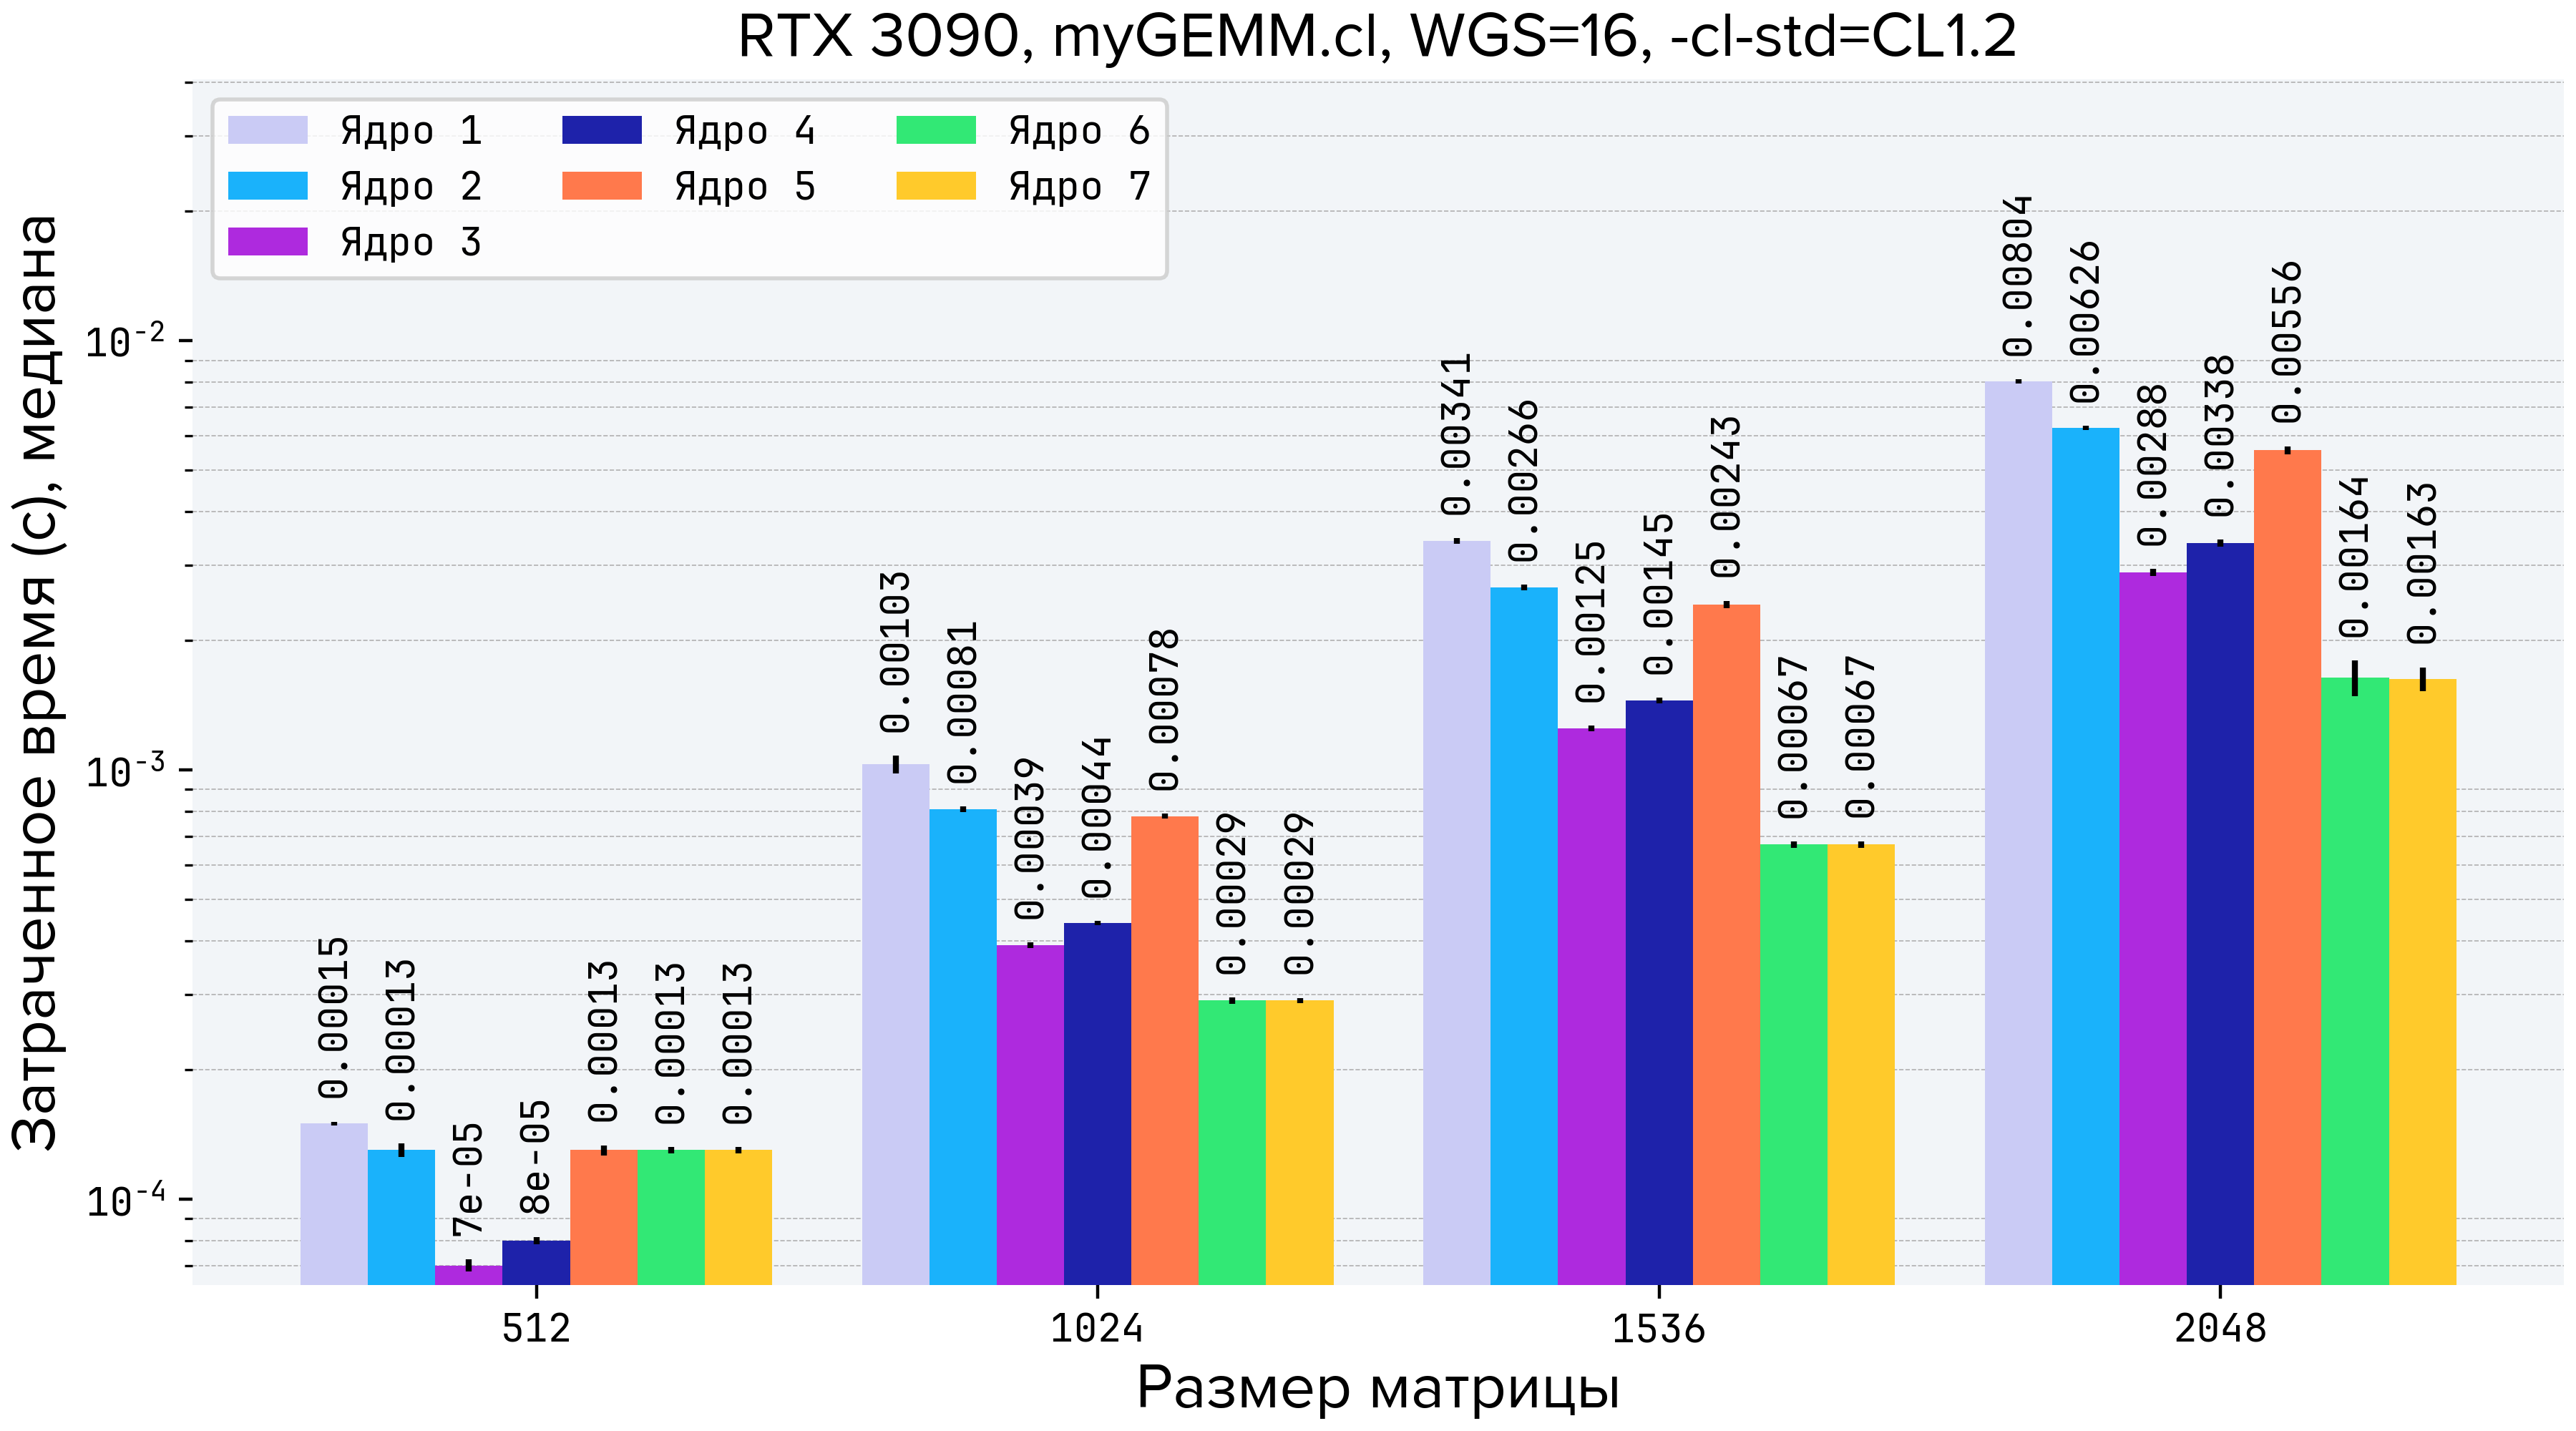 RTX 3090, myGEMM.cl, WGS=16, -cl-std=CL1.2
Ядро 1
Ядро 2
Ядро 3
Ядро 4
Ядро 5
Ядро 6
Ядро 7
Затраченное время (с), медиана
10⁻²
10⁻³
10⁻⁴
0.00015
0.00013
7e-05
8e-05
0.00013
0.00013
0.00013
0.00103
0.00081
0.00039
0.00044
0.00078
0.00029
0.00029
0.00341
0.00266
0.00125
0.00145
0.00243
0.00067
0.00067
0.00804
0.00626
0.00288
0.00338
0.00556
0.00164
0.00163
512
1024
1536
2048
Размер матрицы